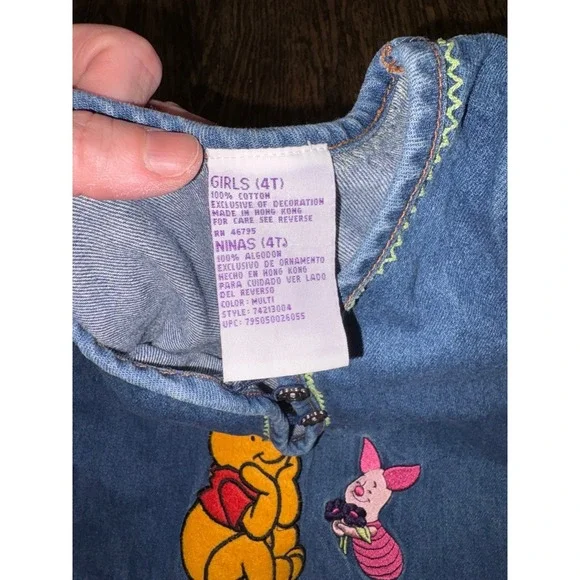 GIRLS (4T)
100% COTTON
EXCLUSIVE OF DECORATION
MADE IN HONG KONG
FOR CARE SEE REVERSE
RN 46795
NINAS (4T)
100% ALGODON
EXCLUSIVO DE ORNAMENTO
HECHO EN HONG KONG
PARA CUIDADO VER LADO
DEL REVERSO
COLOR: MULTI
STYLE: 74213004
UPC: 795050026055